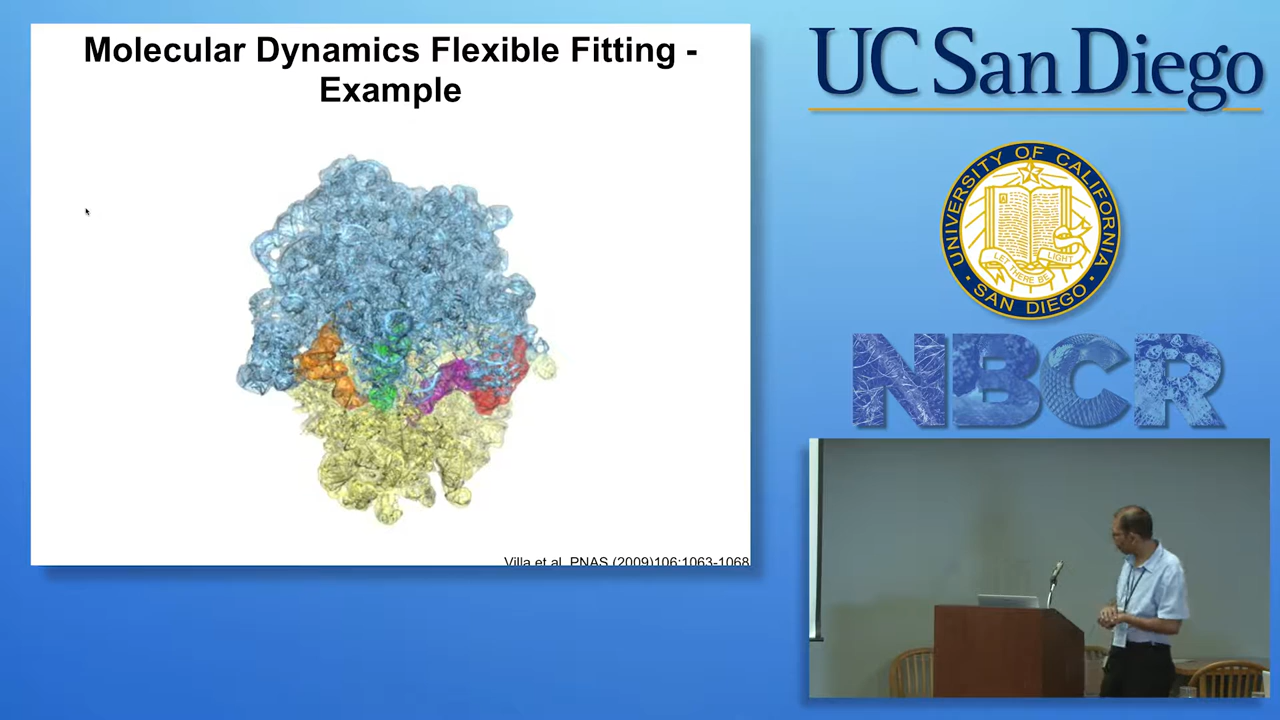 Molecular Dynamics Flexible Fitting -
Example
Villa et al. PNAS (2009)106:1063-1068
UC San Diego
UNIVERSITY OF CALIFORNIA
LET THERE BE LIGHT
SAN DIEGO
NBCR